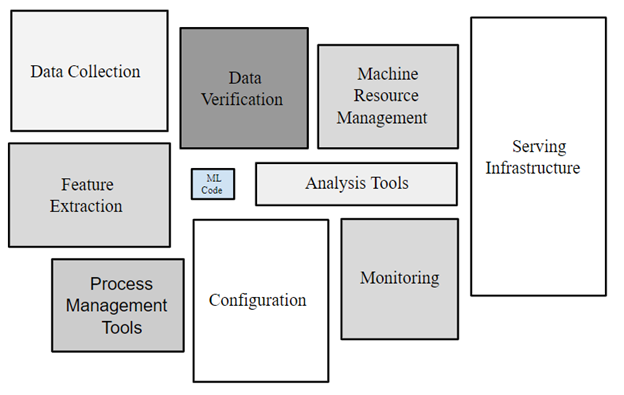 Data Collection
Data
Verification
Machine
Resource
Management
Serving
Infrastructure
Feature
Extraction
ML
Code
Analysis Tools
Process
Management
Tools
Configuration
Monitoring